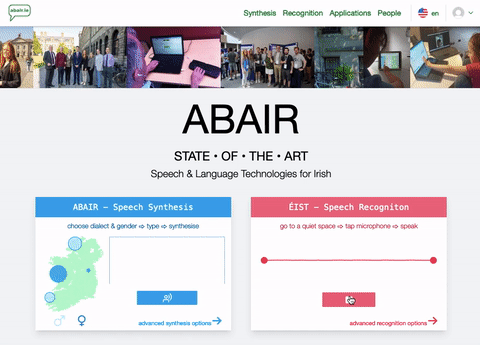 abair.ie
Synthesis Recognition Applications People en
ABAIR
STATE • OF • THE • ART
Speech & Language Technologies for Irish
ABAIR – Speech Synthesis
choose dialect & gender ⇨ type ⇨ synthesise
advanced synthesis options
ÉIST – Speech Recogniton
go to a quiet space ⇨ tap microphone ⇨ speak
advanced recognition options